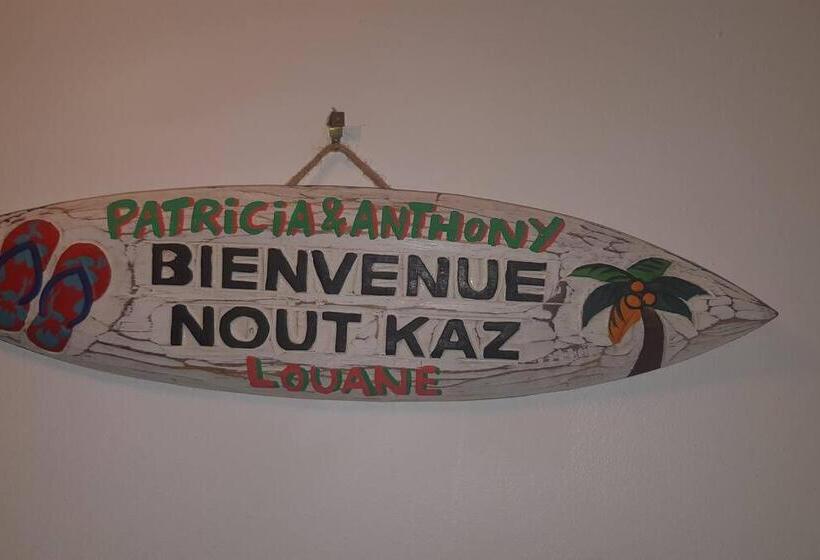 PATRiCiA & ANTHONY
BIENVENUE
NOUT KAZ
LOUANE